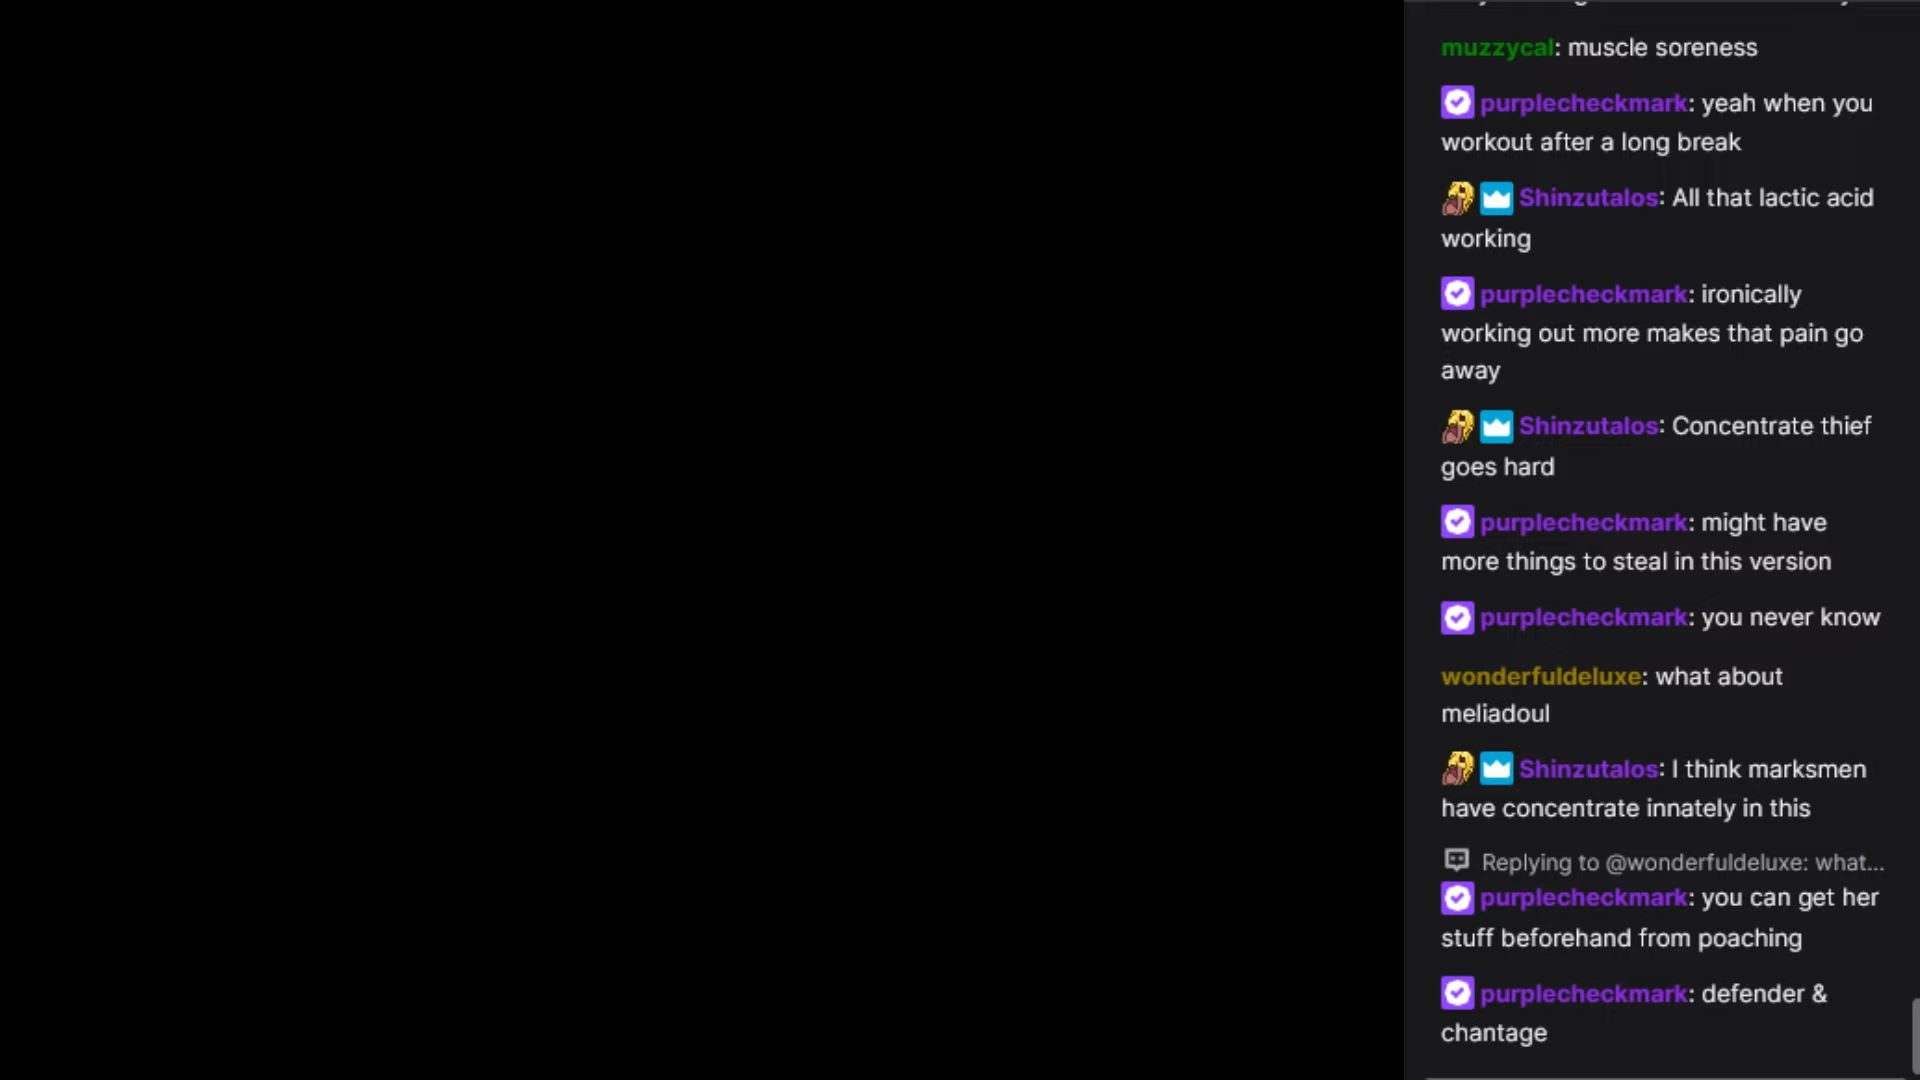 muzzycal: muscle soreness
purplecheckmark: yeah when you
workout after a long break
Shinzutalos: All that lactic acid
working
purplecheckmark: ironically
working out more makes that pain go
away
Shinzutalos: Concentrate thief
goes hard
purplecheckmark: might have
more things to steal in this version
purplecheckmark: you never know
wonderfuldeluxe: what about
meliadoul
Shinzutalos: I think marksmen
have concentrate innately in this
Replying to @wonderfuldeluxe: what...
purplecheckmark: you can get her
stuff beforehand from poaching
purplecheckmark: defender &
chantage